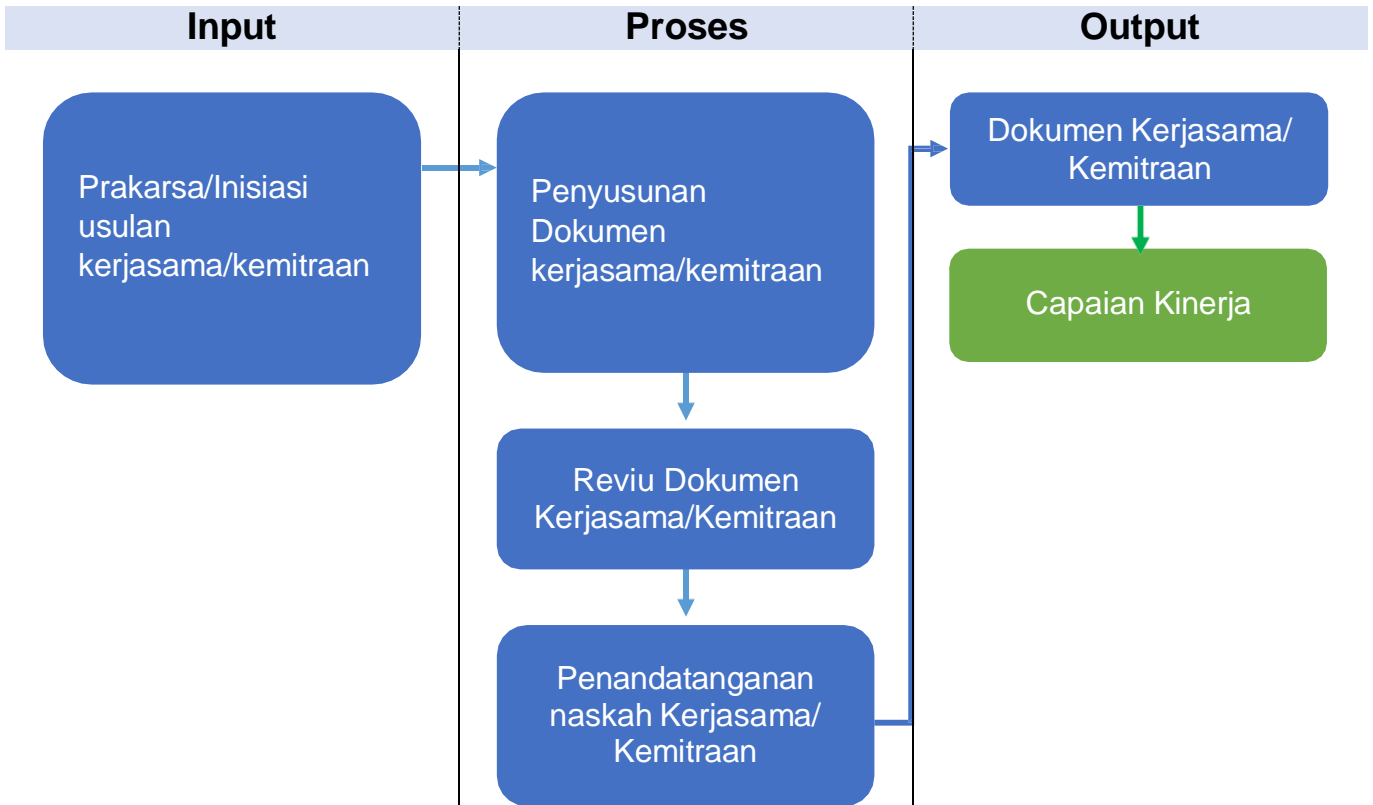 Input
Proses
Output
Prakarsa/Inisiasi
usulan
kerjasama/kemitraan
Penyusunan
Dokumen
kerjasama/kemitraan
Reviu Dokumen
Kerjasama/Kemitraan
Penandatanganan
naskah Kerjasama/
Kemitraan
Dokumen Kerjasama/
Kemitraan
Capaian Kinerja